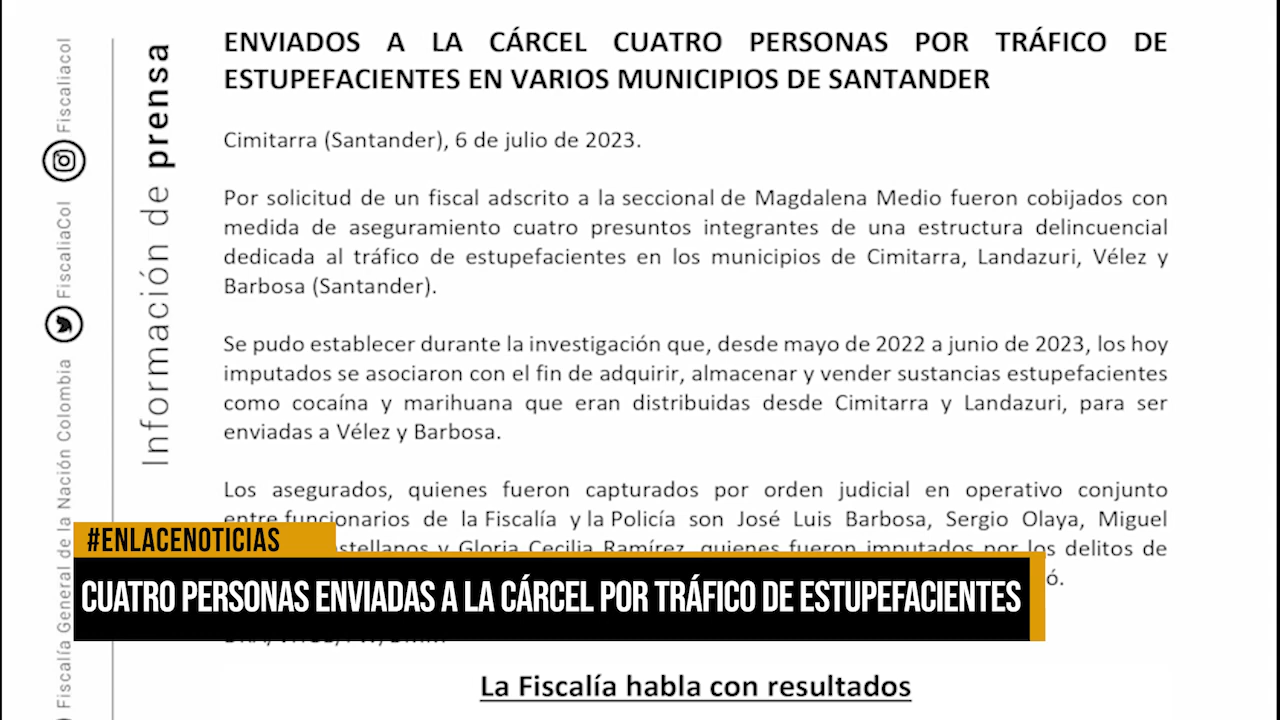 ENVIADOS A LA CÁRCEL CUATRO PERSONAS POR TRÁFICO DE
ESTUPEFACIENTES EN VARIOS MUNICIPIOS DE SANTANDER
Cimitarra (Santander), 6 de julio de 2023.
Por solicitud de un fiscal adscrito a la seccional de Magdalena Medio fueron cobijados con
medida de aseguramiento cuatro presuntos integrantes de una estructura delincuencial
dedicada al tráfico de estupefacientes en los municipios de Cimitarra, Landazuri, Vélez y
Barbosa (Santander).
Se pudo establecer durante la investigación que, desde mayo de 2022 a junio de 2023, los hoy
imputados se asociaron con el fin de adquirir, almacenar y vender sustancias estupefacientes
como cocaína y marihuana que eran distribuidas desde Cimitarra y Landazuri, para ser
enviadas a Vélez y Barbosa.
Los asegurados, quienes fueron capturados por orden judicial en operativo conjunto
entre funcionarios de la Fiscalía y la Policía son José Luis Barbosa, Sergio Olaya, Miguel
y Gloria Cecilia Ramírez, quienes fueron imputados por los delitos de
La Fiscalía habla con resultados
Información de prensa
Fiscalía General de la Nación Colombia
FiscaliaCol
Fiscaliacol
#ENLACENOTICIAS
CUATRO PERSONAS ENVIADAS A LA CÁRCEL POR TRÁFICO DE ESTUPEFACIENTES